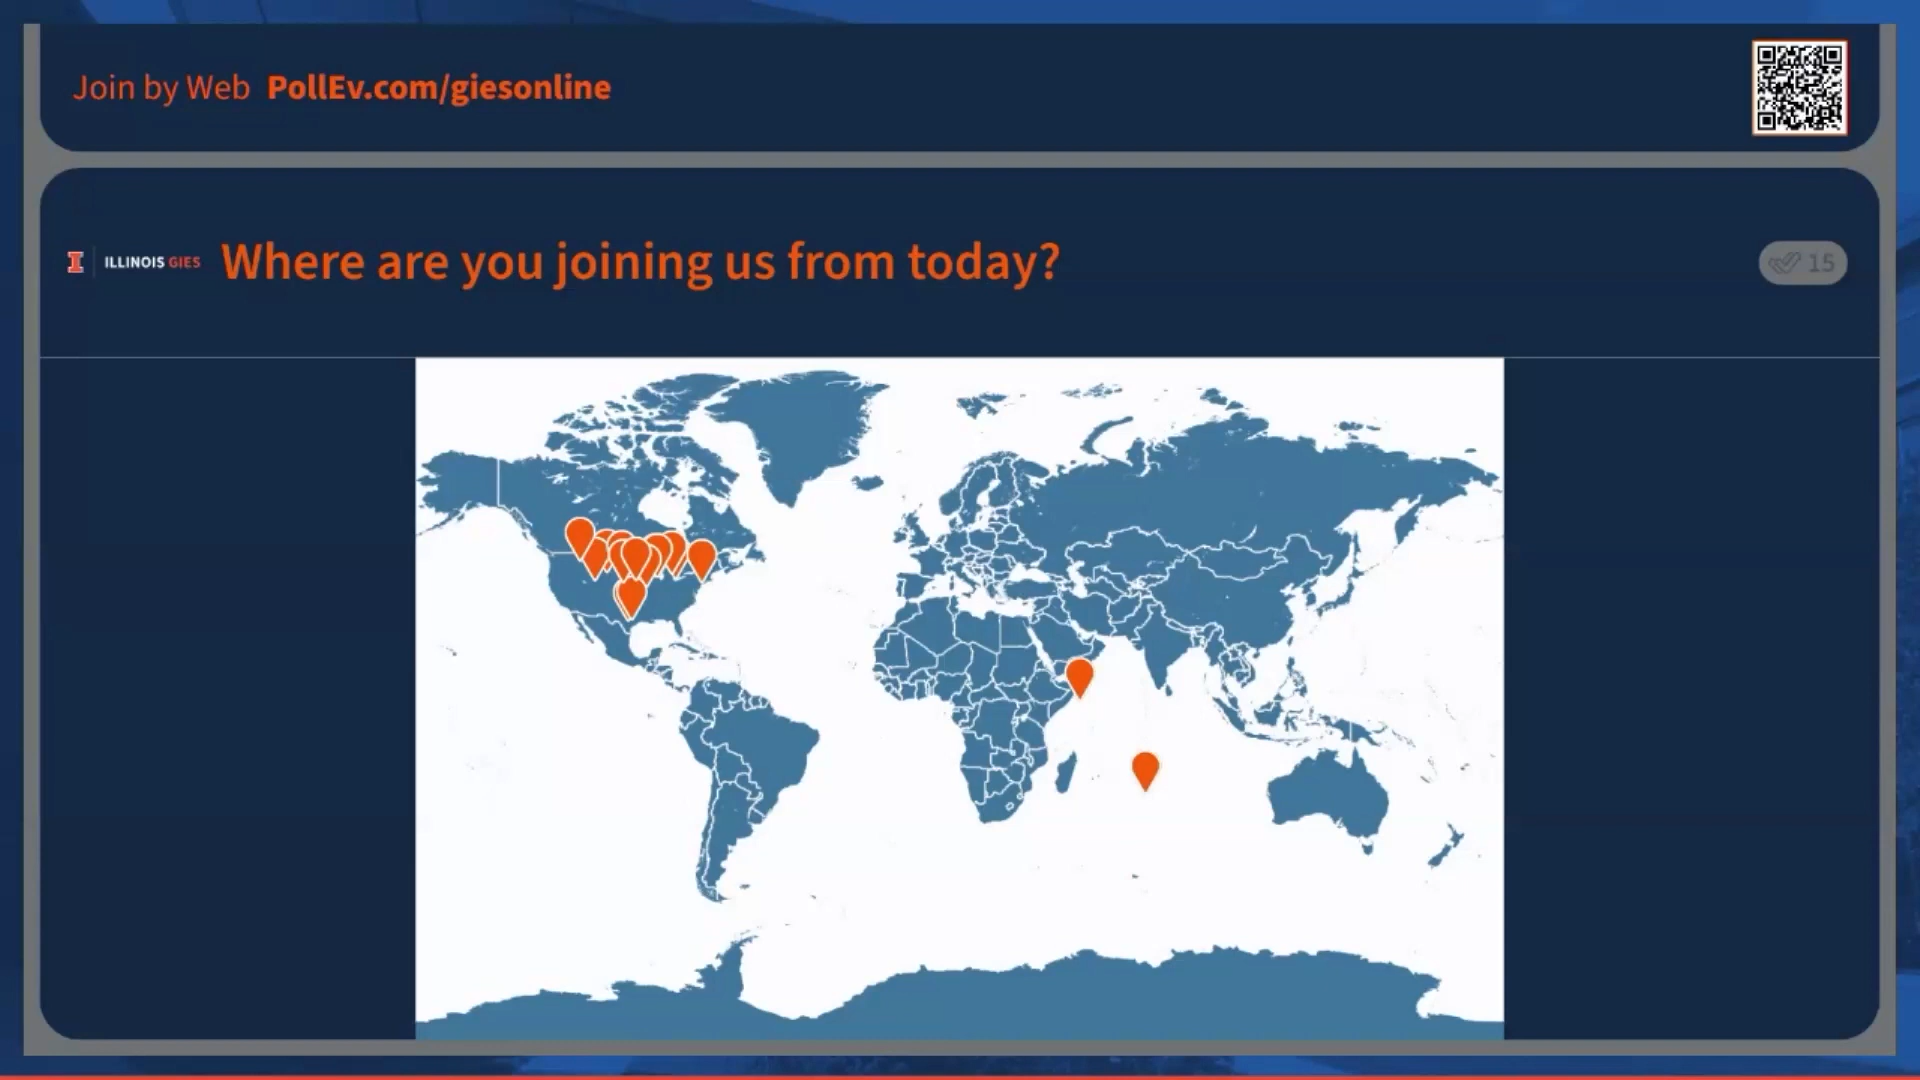 Join by Web PollEv.com/giesonline
ILLINOIS GIES
Where are you joining us from today?
15